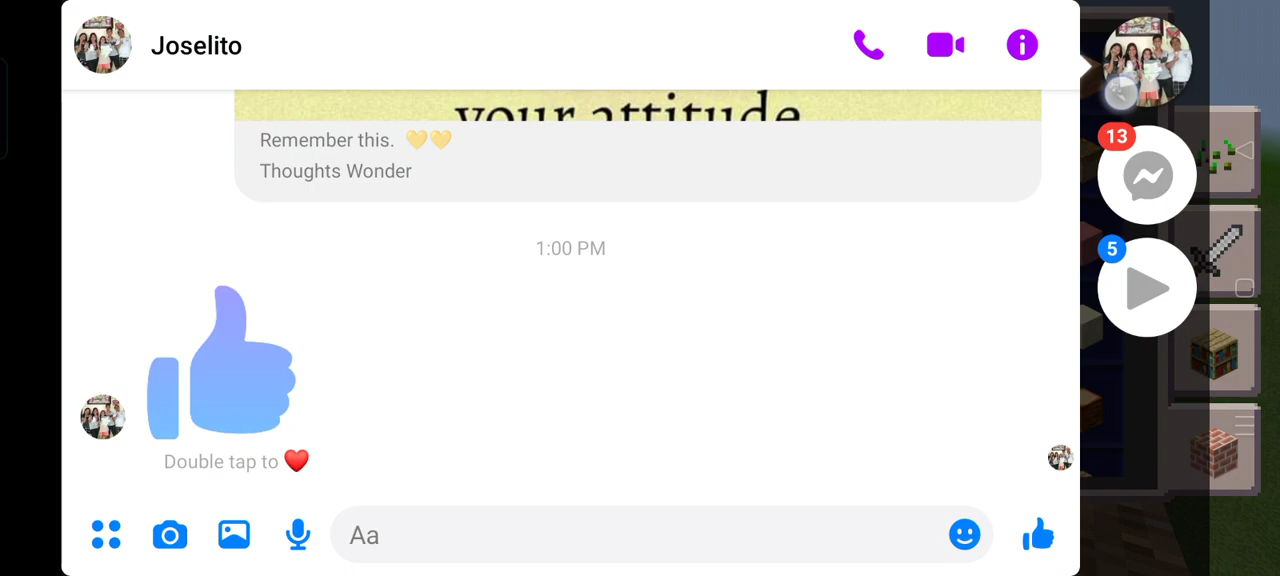 Joselito
your attitude
Remember this. 💛💛
Thoughts Wonder
13
5
1:00 PM
Double tap to ❤️
Aa